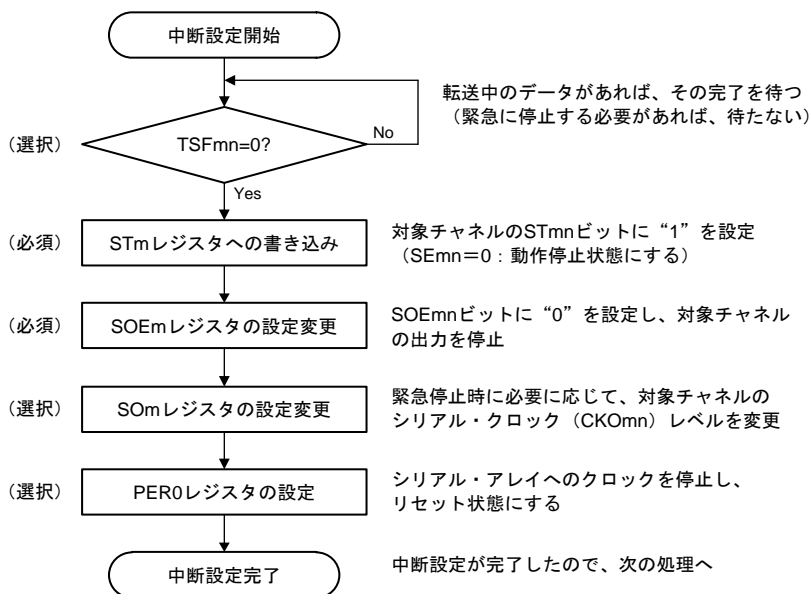 中断設定開始
転送中のデータがあれば、その完了を待つ
（緊急に停止する必要があれば、待たない）
（選択）
TSFmn=0?
No
Yes
（必須）
STmレジスタへの書き込み
対象チャネルのSTmnビットに“1”を設定
（SEmn＝0：動作停止状態にする）
（必須）
SOEmレジスタの設定変更
SOEmnビットに“0”を設定し、対象チャネル
の出力を停止
（選択）
SOmレジスタの設定変更
緊急停止時に必要に応じて、対象チャネルの
シリアル・クロック（CKOmn）レベルを変更
（選択）
PER0レジスタの設定
シリアル・アレイへのクロックを停止し、
リセット状態にする
中断設定完了
中断設定が完了したので、次の処理へ